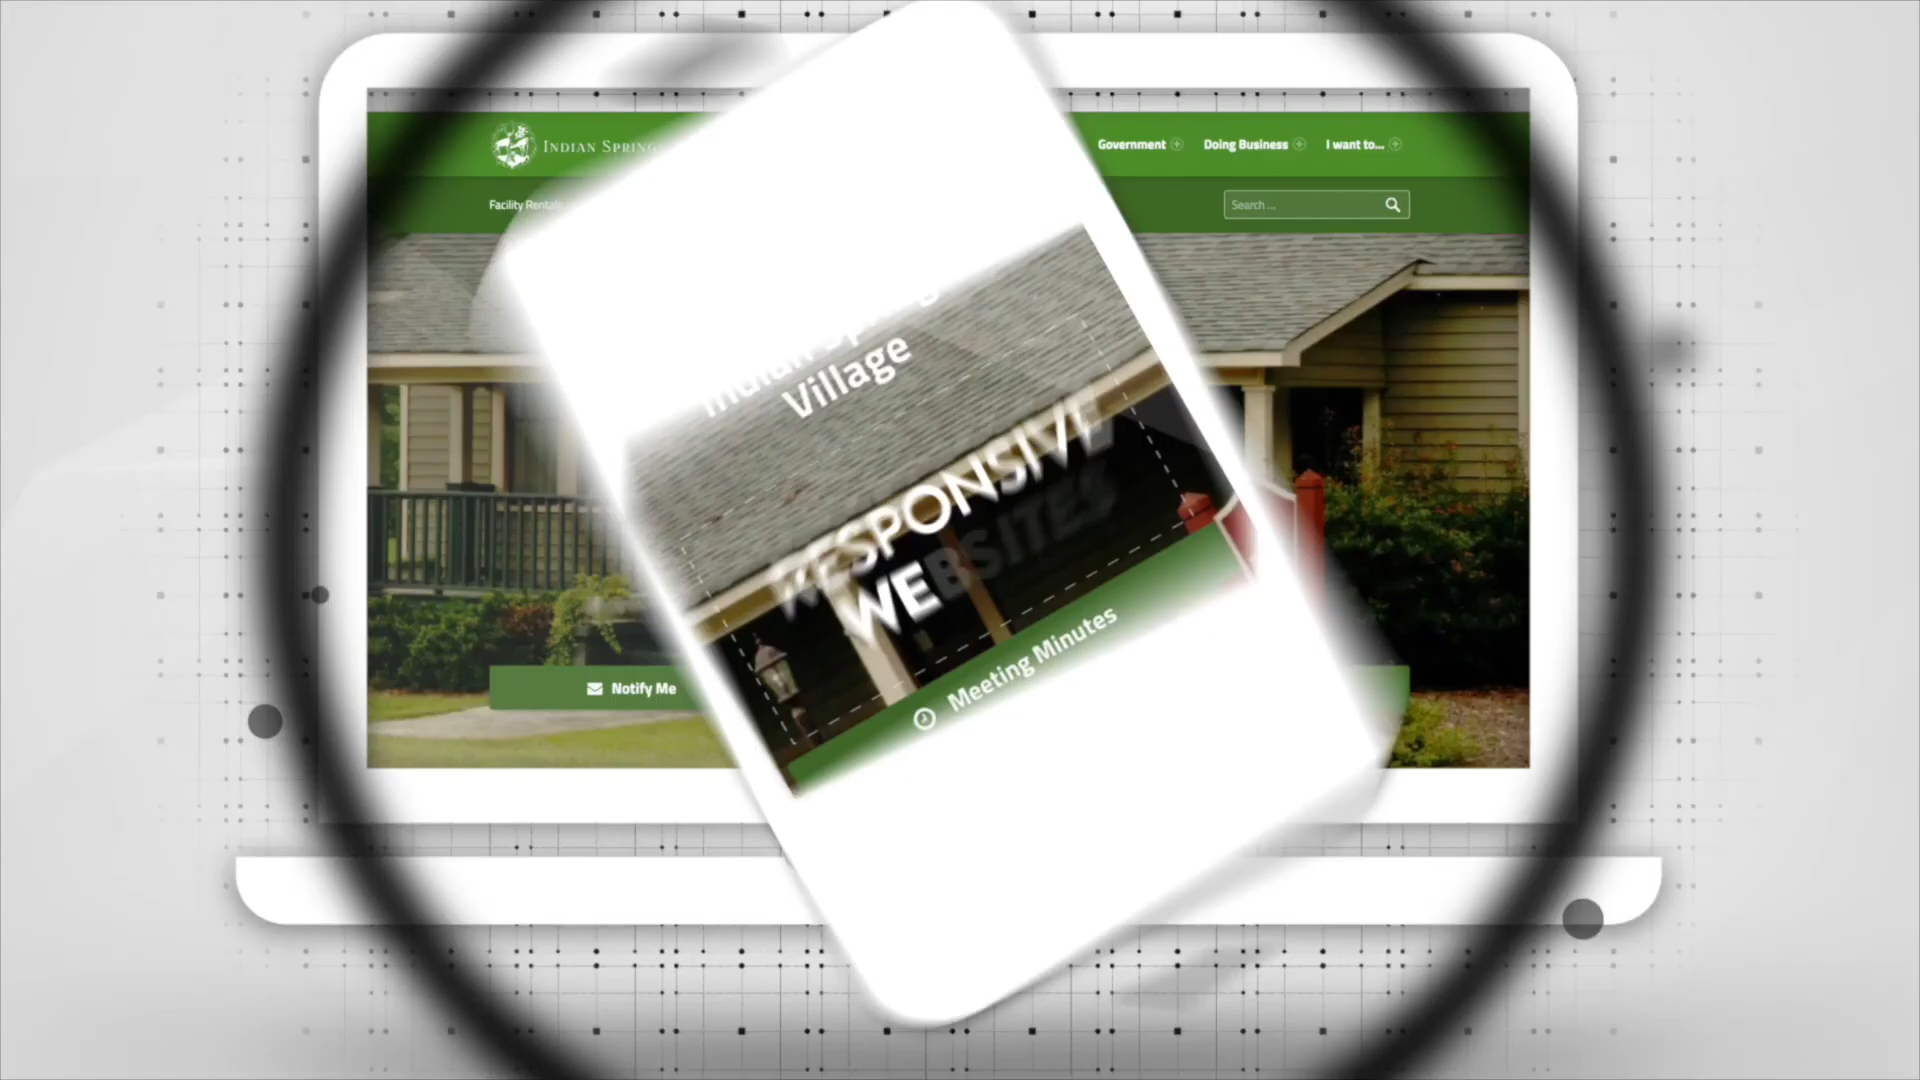 INDIAN SPRING
Government
Doing Business
I want to...
Facility Rentals
Search ...
Village
RESPONSIVE
WEBSITES
Notify Me
Meeting Minutes